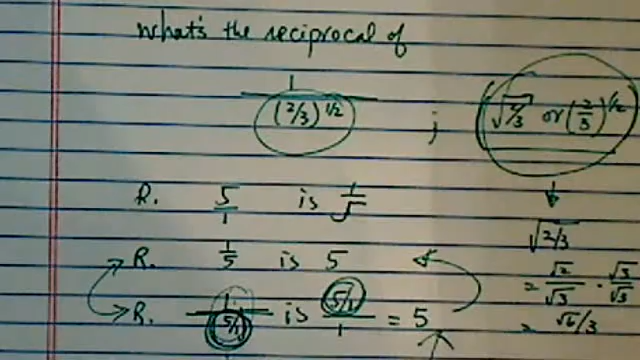 What's the reciprocal of
1
(2/3)^1/2 ; √2/3 or (2/3)^1/2
R. 5/1 is 1/5
√2/3
R. 1/5 is 5
= √2/√3 · √3/√3
R. 1/(5/1) is (5/1)/1 = 5
= √6/3